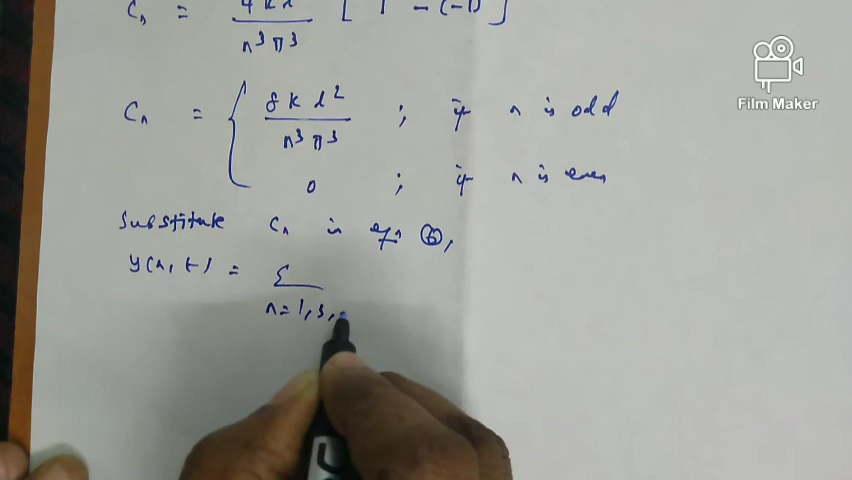 Cn = 4kl / n³π³ [ 1 - (-1) ]
Film Maker
Cn = { 8kl² / n³π³ ; if n is odd
0 ; if n is even
Substitute Cn in eqn ⑥,
y(x, t) = Σ
n=1,3,